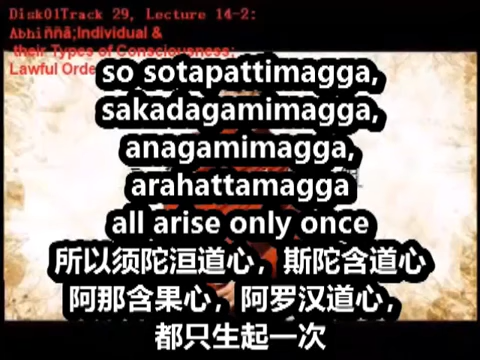 Disk01Track 29, Lecture 14-2:
Abhiññā;Individual &
their Types of Consciousness;
Lawful Orde
so sotapattimagga,
sakadagamimagga,
anagamimagga,
arahattamagga
all arise only once
所以须陀洹道心，斯陀含道心
阿那含果心，阿罗汉道心，
都只生起一次